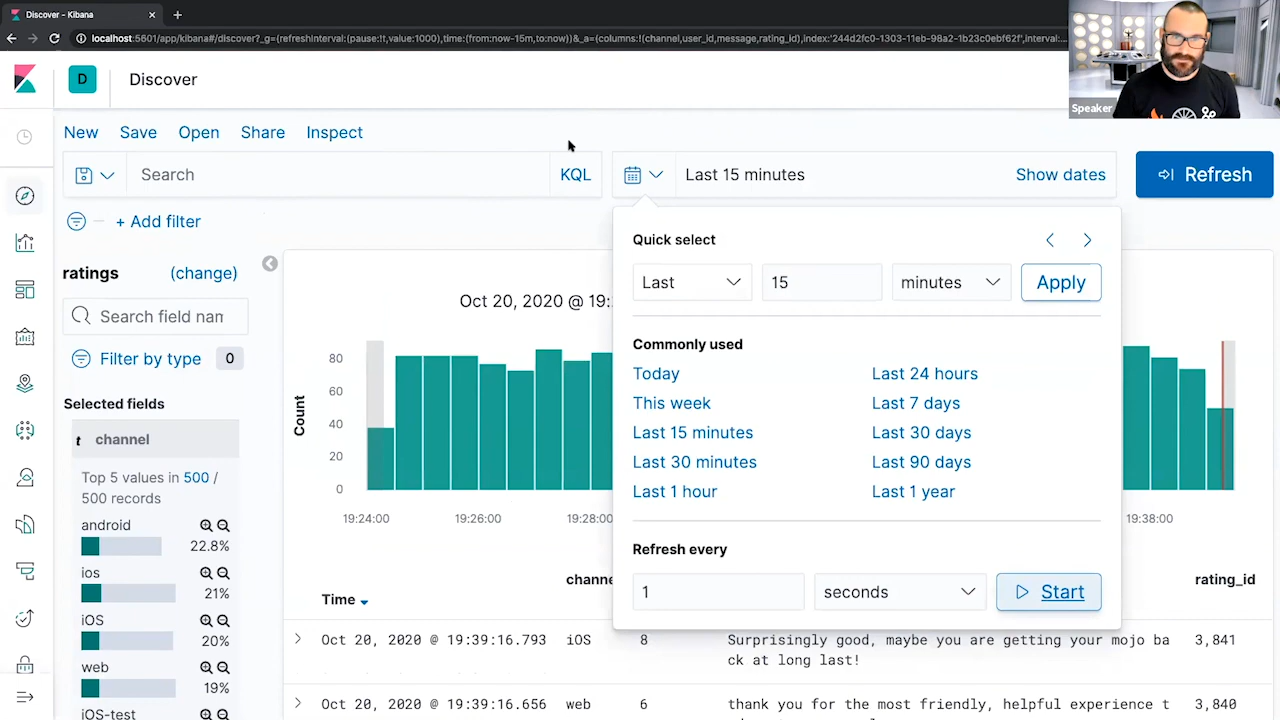 Discover - Kibana
localhost:5601/app/kibana#/discover?_g=(refreshInterval:(pause:!t,value:1000),time:(from:now-15m,to:now))&_a=(columns:!(channel,user_id,message,rating_id),index:'244d2fc0-1303-11eb-98a2-1b23c0ebf62f',interval:...
Speaker
D
Discover
New Save Open Share Inspect
Search
KQL
Last 15 minutes
Show dates
Refresh
+ Add filter
Quick select
Last
15
minutes
Apply
Commonly used
Today
Last 24 hours
This week
Last 7 days
Last 15 minutes
Last 30 days
Last 30 minutes
Last 90 days
Last 1 hour
Last 1 year
Refresh every
1
seconds
Start
ratings (change)
Search field nam
Filter by type 0
Selected fields
t channel
Top 5 values in 500 /
500 records
android
22.8%
ios
21%
iOS
20%
web
19%
iOS-test
Oct 20, 2020 @ 19:
Count
80
60
40
20
0
19:24:00 19:26:00 19:28:00 19:38:00
Time channe rating_id
Oct 20, 2020 @ 19:39:16.793 iOS 8 Surprisingly good, maybe you are getting your mojo ba
ck at long last! 3,841
Oct 20, 2020 @ 19:39:16.656 web 6 thank you for the most friendly, helpful experience t
3,840